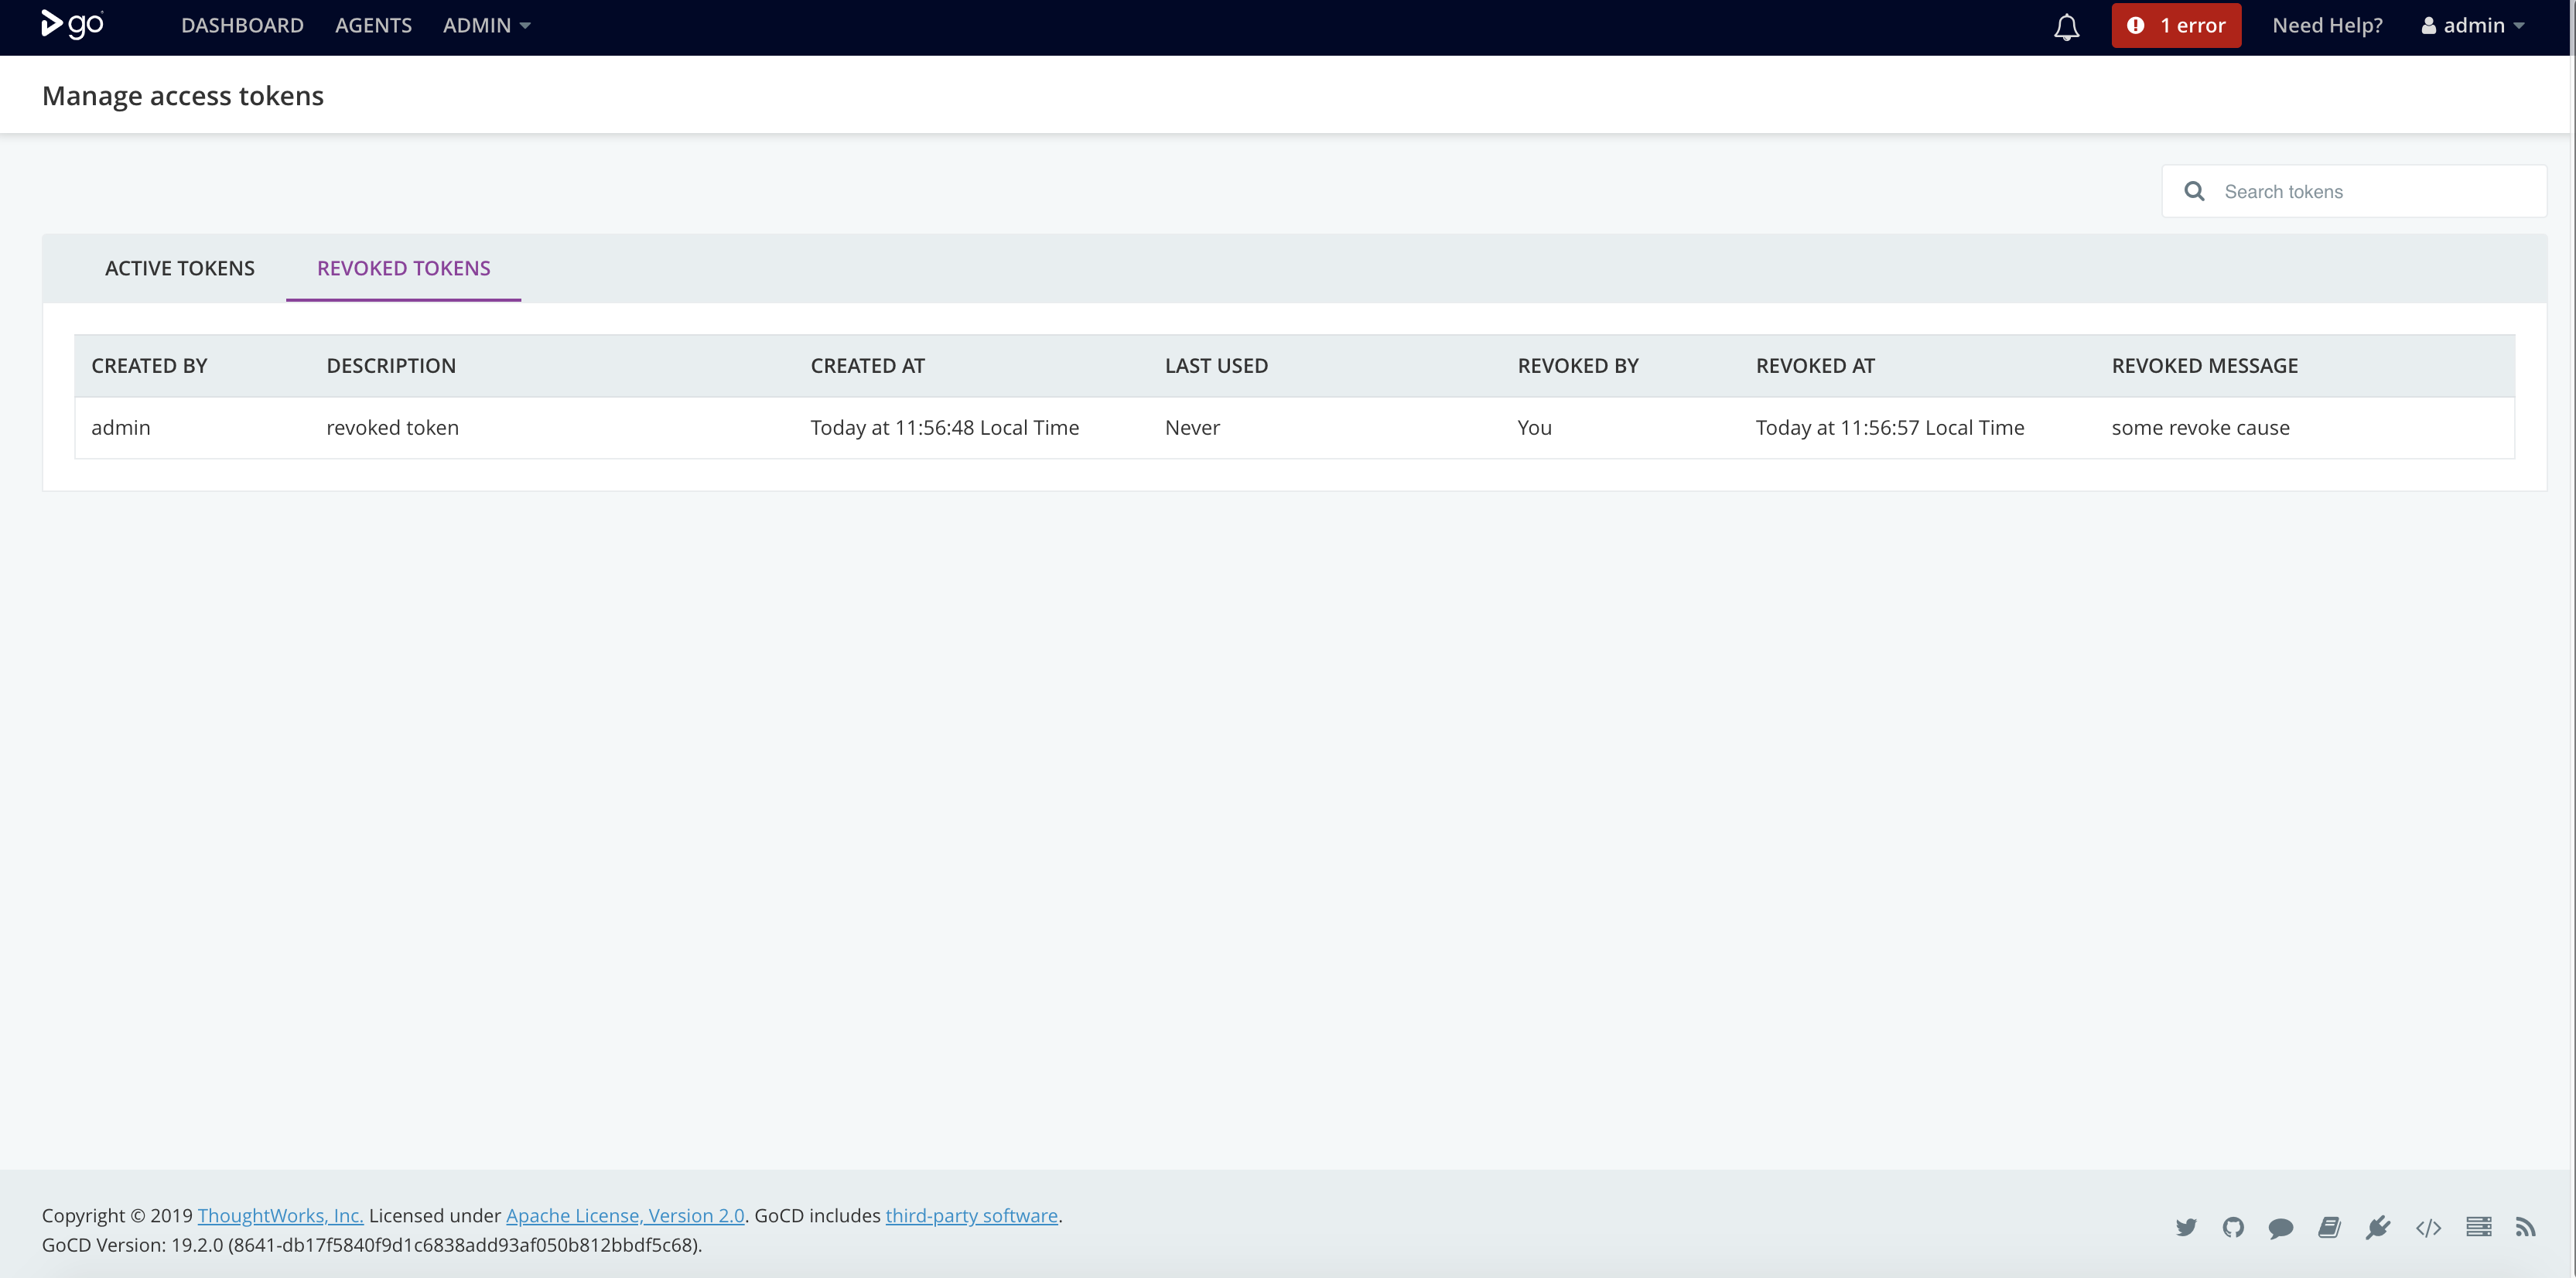 go DASHBOARD AGENTS ADMIN 1 error Need Help? admin
Manage access tokens
Search tokens
ACTIVE TOKENS REVOKED TOKENS
CREATED BY DESCRIPTION CREATED AT LAST USED REVOKED BY REVOKED AT REVOKED MESSAGE
admin revoked token Today at 11:56:48 Local Time Never You Today at 11:56:57 Local Time some revoke cause
Copyright © 2019 ThoughtWorks, Inc. Licensed under Apache License, Version 2.0. GoCD includes third-party software.
GoCD Version: 19.2.0 (8641-db17f5840f9d1c6838add93af050b812bbdf5c68).